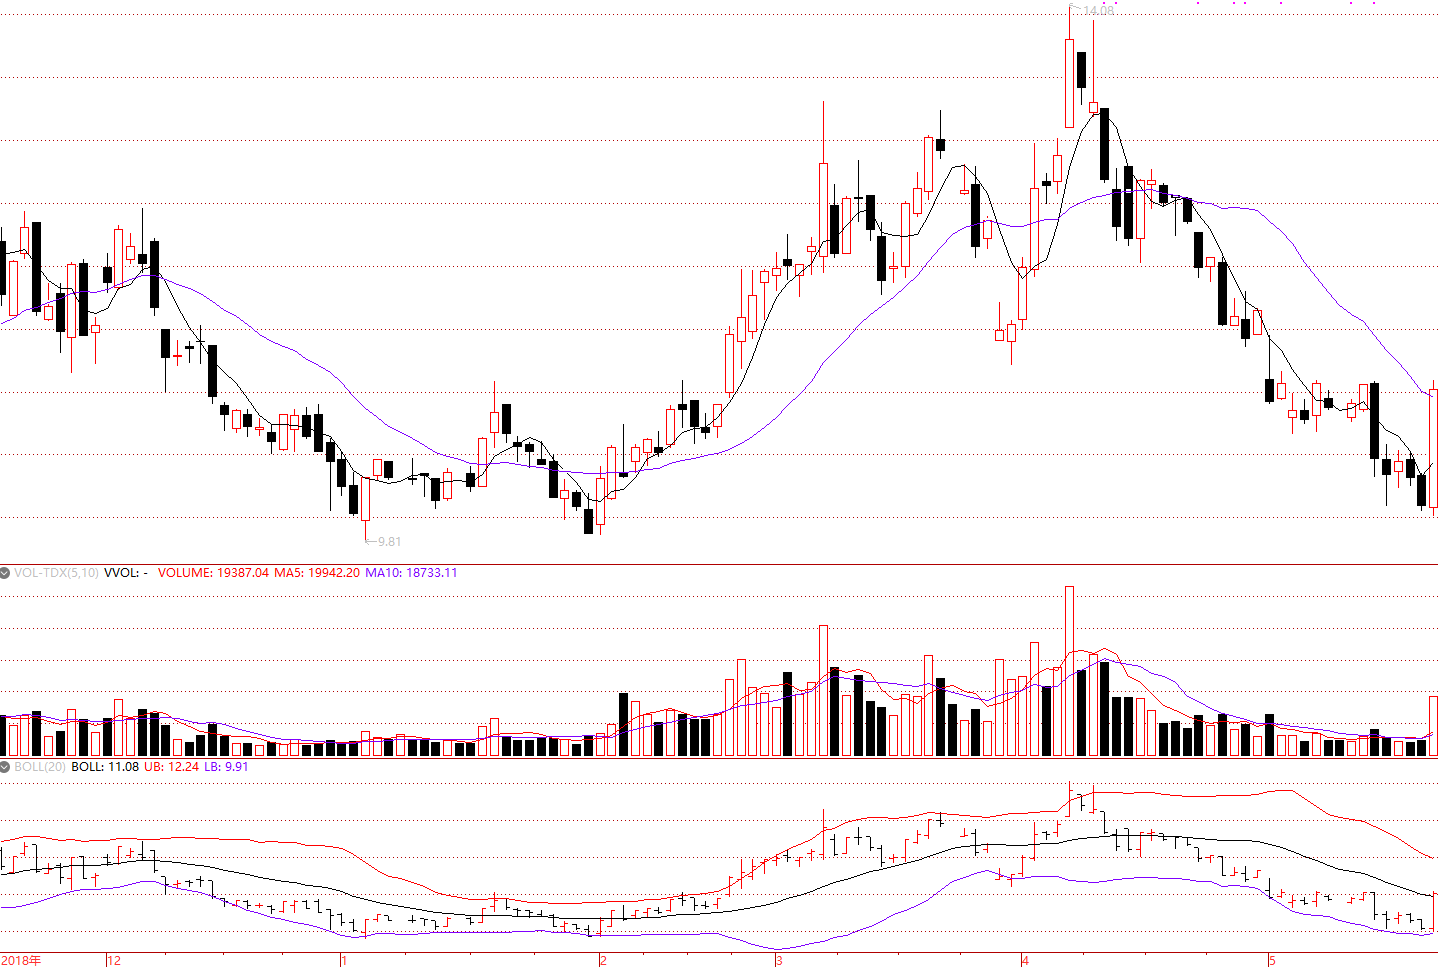 14.08
9.81
VOL-TDX(5,10) VVOL: - VOLUME: 19387.04 MA5: 19942.20 MA10: 18733.11
BOLL(20) BOLL: 11.08 UB: 12.24 LB: 9.91
2018年 12 1 2 3 4 5